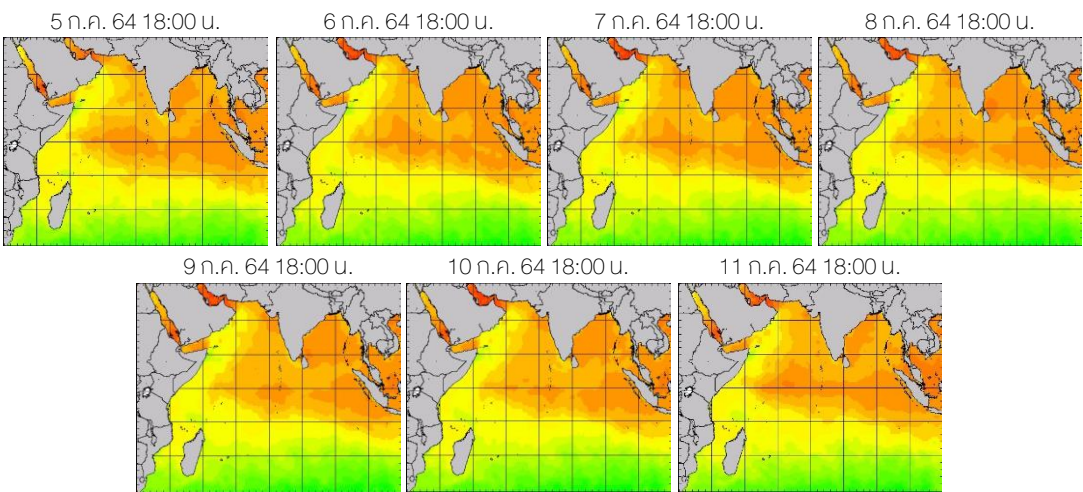 5 ก.ค. 64 18:00 น.
6 ก.ค. 64 18:00 น.
7 ก.ค. 64 18:00 น.
8 ก.ค. 64 18:00 น.
9 ก.ค. 64 18:00 น.
10 ก.ค. 64 18:00 น.
11 ก.ค. 64 18:00 น.